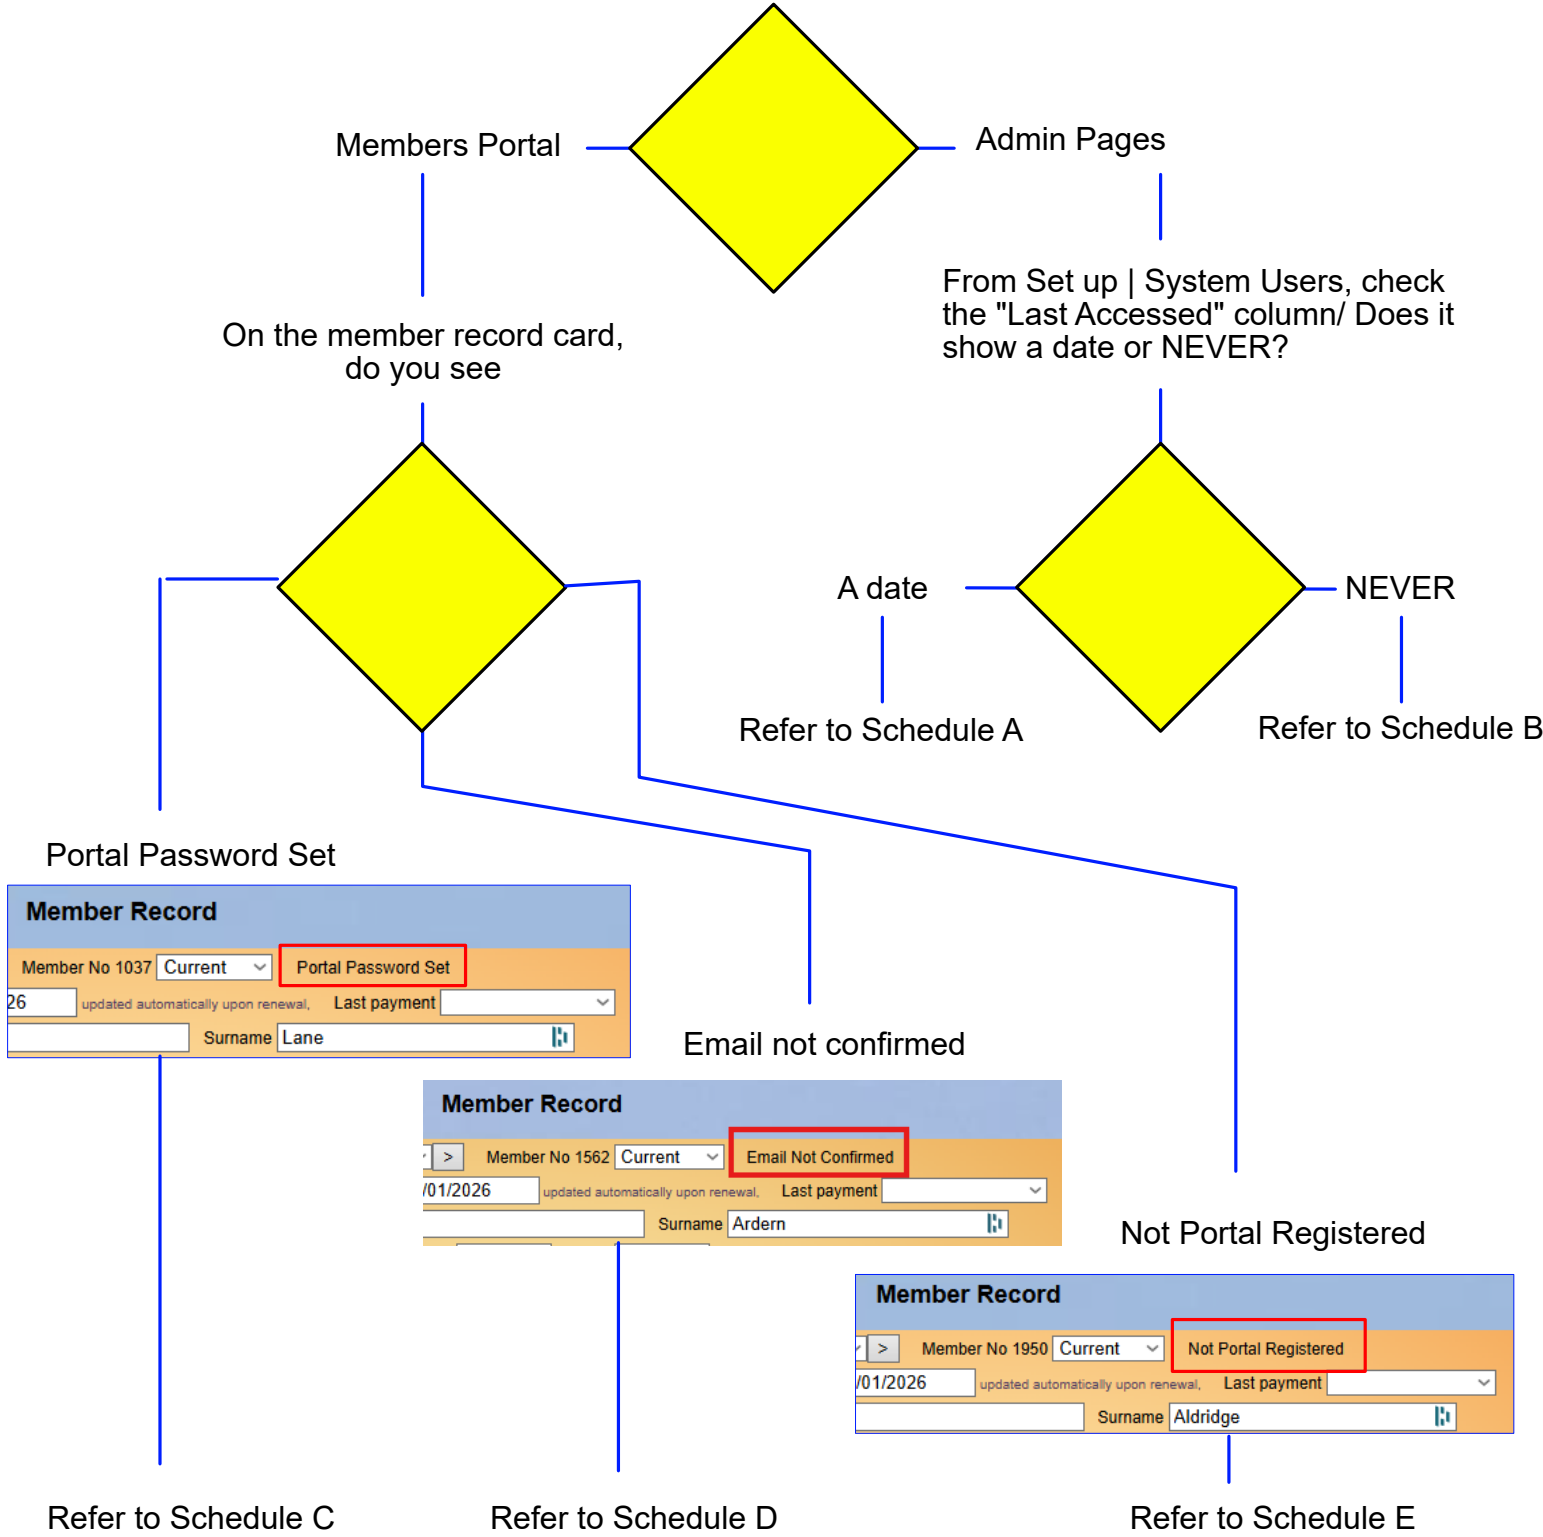 Members Portal
Admin Pages
From Set up | System Users, check
the "Last Accessed" column/ Does it
show a date or NEVER?
On the member record card,
do you see
A date
NEVER
Refer to Schedule A
Refer to Schedule B
Portal Password Set
Member Record
Member No 1037 Current Portal Password Set
26 updated automatically upon renewal, Last payment
Surname Lane
Email not confirmed
Member Record
> Member No 1562 Current Email Not Confirmed
/01/2026 updated automatically upon renewal, Last payment
Surname Ardern
Not Portal Registered
Member Record
> Member No 1950 Current Not Portal Registered
/01/2026 updated automatically upon renewal, Last payment
Surname Aldridge
Refer to Schedule C
Refer to Schedule D
Refer to Schedule E